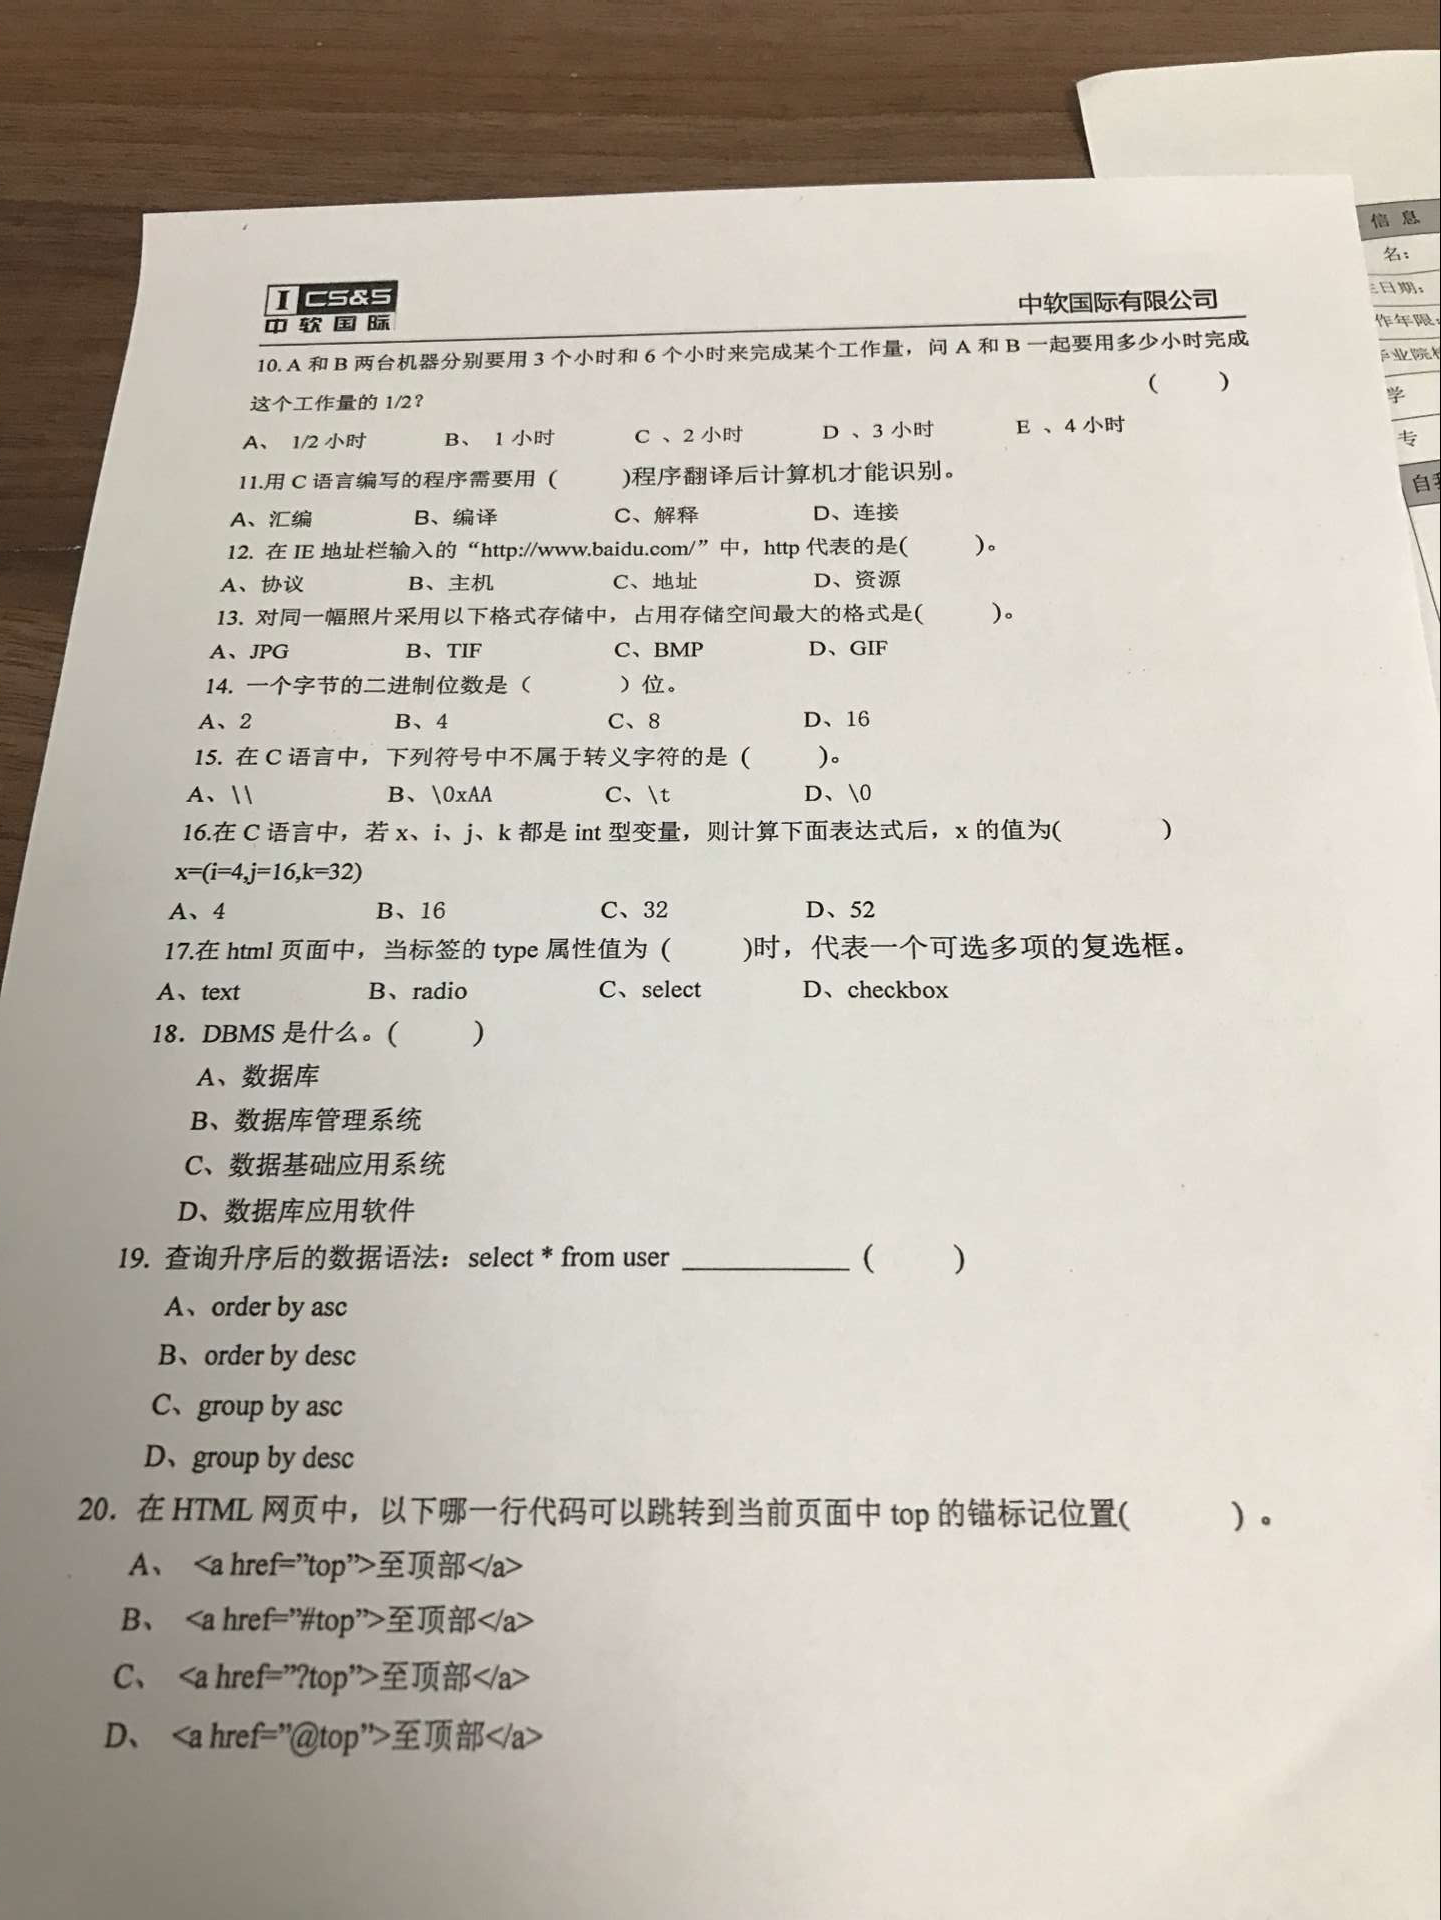 I CS&S
中软国际
中软国际有限公司
10. A 和 B 两台机器分别要用 3 个小时和 6 个小时来完成某个工作量，问 A 和 B 一起要用多少小时完成
这个工作量的 1/2? ( )
A、 1/2 小时 B、 1 小时 C 、2 小时 D 、3 小时 E 、4 小时
11.用 C 语言编写的程序需要用（ )程序翻译后计算机才能识别。
A、汇编 B、编译 C、解释 D、连接
12. 在 IE 地址栏输入的“http://www.baidu.com/”中，http 代表的是( )。
A、协议 B、主机 C、地址 D、资源
13. 对同一幅照片采用以下格式存储中，占用存储空间最大的格式是( )。
A、JPG B、TIF C、BMP D、GIF
14. 一个字节的二进制位数是（ ）位。
A、2 B、4 C、8 D、16
15. 在 C 语言中，下列符号中不属于转义字符的是（ )。
A、\\ B、\0xAA C、\t D、\0
16.在 C 语言中，若 x、i、j、k 都是 int 型变量，则计算下面表达式后，x 的值为( )
x=(i=4,j=16,k=32)
A、4 B、16 C、32 D、52
17.在 html 页面中，当标签的 type 属性值为（ )时，代表一个可选多项的复选框。
A、text B、radio C、select D、checkbox
18. DBMS 是什么。( )
A、数据库
B、数据库管理系统
C、数据基础应用系统
D、数据库应用软件
19. 查询升序后的数据语法：select * from user ____________ ( )
A、order by asc
B、order by desc
C、group by asc
D、group by desc
20. 在 HTML 网页中，以下哪一行代码可以跳转到当前页面中 top 的锚标记位置( ) 。
A、 <a href=”top”>至顶部</a>
B、 <a href=”#top”>至顶部</a>
C、 <a href=”?top”>至顶部</a>
D、 <a href=”@top”>至顶部</a>
信 息
名:
日期:
作年限:
业院
学
专
自